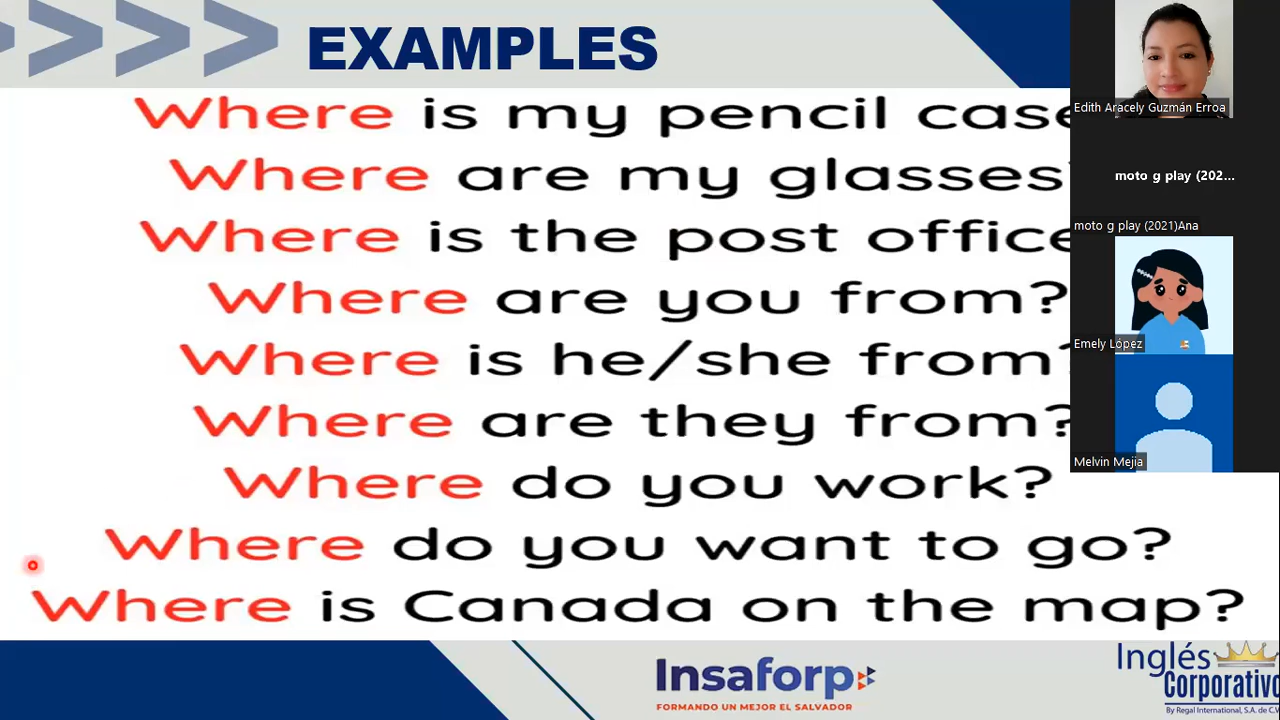 EXAMPLES
Where is my pencil case
Where are my glasses?
Where is the post office
Where are you from?
Where is he/she from?
Where are they from?
Where do you work?
Where do you want to go?
Where is Canada on the map?
Edith Aracely Guzmán Erroa
moto g play (202...
moto g play (2021)Ana
Emely López
Melvin Mejia
Insaforp
FORMANDO UN MEJOR EL SALVADOR
Inglés
Corporativo
By Regal International, S.A. de C.V